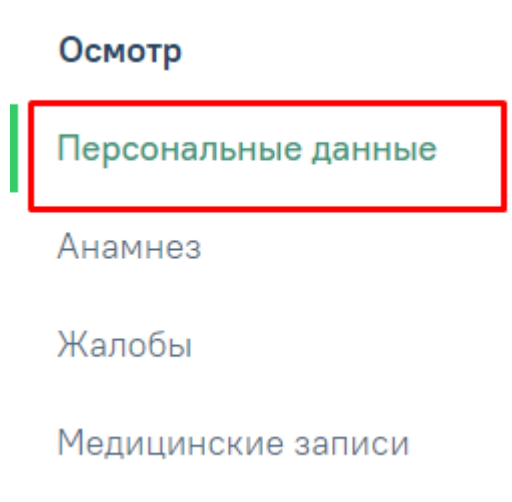 Осмотр
Персональные данные
Анамнез
Жалобы
Медицинские записи